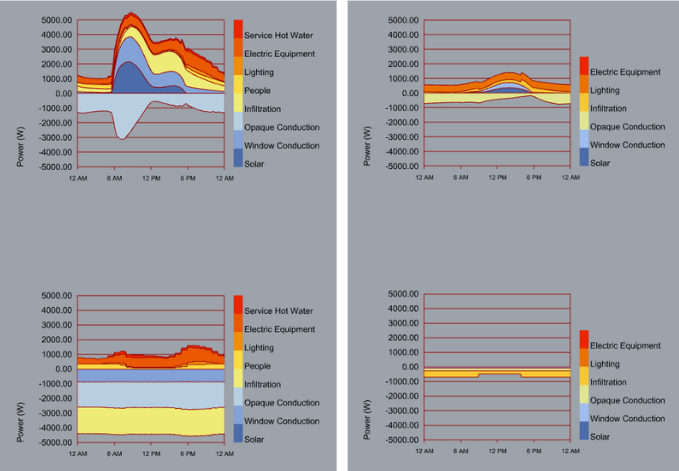 5000.00
4000.00
3000.00
2000.00
1000.00
0.00
-1000.00
-2000.00
-3000.00
-4000.00
-5000.00
Power (W)
12 AM 6 AM 12 PM 6 PM 12 AM
Service Hot Water
Electric Equipment
Lighting
People
Infiltration
Opaque Conduction
Window Conduction
Solar
5000.00
4000.00
3000.00
2000.00
1000.00
0.00
-1000.00
-2000.00
-3000.00
-4000.00
-5000.00
Power (W)
12 AM 6 AM 12 PM 6 PM 12 AM
Electric Equipment
Lighting
Infiltration
Opaque Conduction
Window Conduction
Solar
5000.00
4000.00
3000.00
2000.00
1000.00
0.00
-1000.00
-2000.00
-3000.00
-4000.00
-5000.00
Power (W)
12 AM 6 AM 12 PM 6 PM 12 AM
Service Hot Water
Electric Equipment
Lighting
People
Infiltration
Opaque Conduction
Window Conduction
Solar
5000.00
4000.00
3000.00
2000.00
1000.00
0.00
-1000.00
-2000.00
-3000.00
-4000.00
-5000.00
Power (W)
12 AM 6 AM 12 PM 6 PM 12 AM
Electric Equipment
Lighting
Infiltration
Opaque Conduction
Window Conduction
Solar